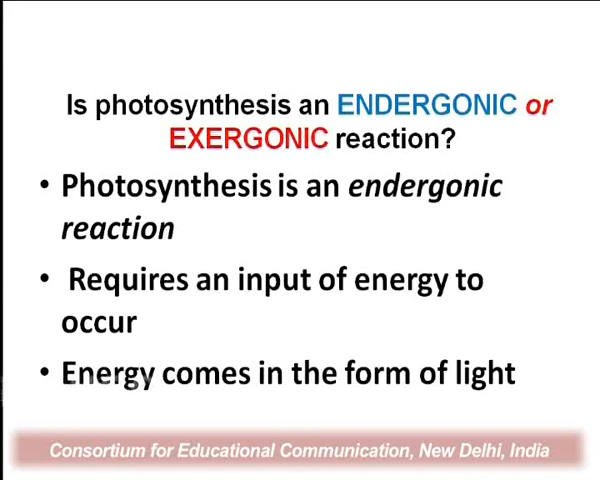 Is photosynthesis an ENDERGONIC or
EXERGONIC reaction?
• Photosynthesis is an endergonic
reaction
• Requires an input of energy to
occur
• Energy comes in the form of light
Consortium for Educational Communication, New Delhi, India